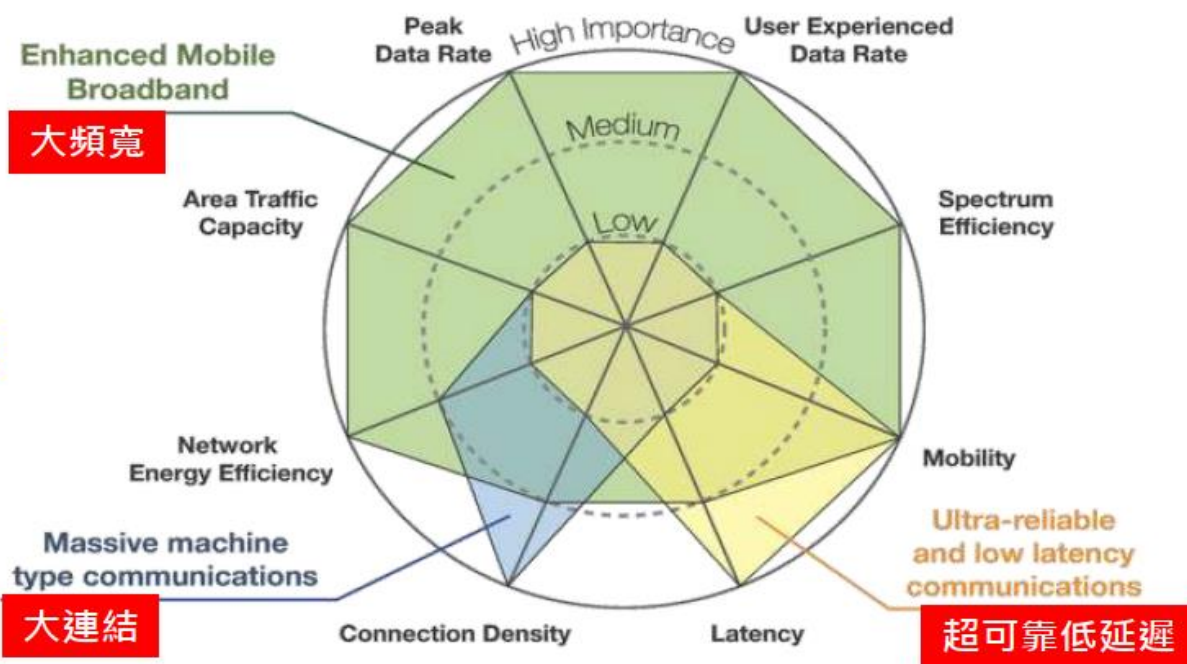 Peak
Data Rate
High Importance
User Experienced
Data Rate
Enhanced Mobile
Broadband
大頻寬
Medium
Area Traffic
Capacity
Low
Spectrum
Efficiency
Network
Energy Efficiency
Mobility
Massive machine
type communications
大連結
Ultra-reliable
and low latency
communications
超可靠低延遲
Connection Density
Latency